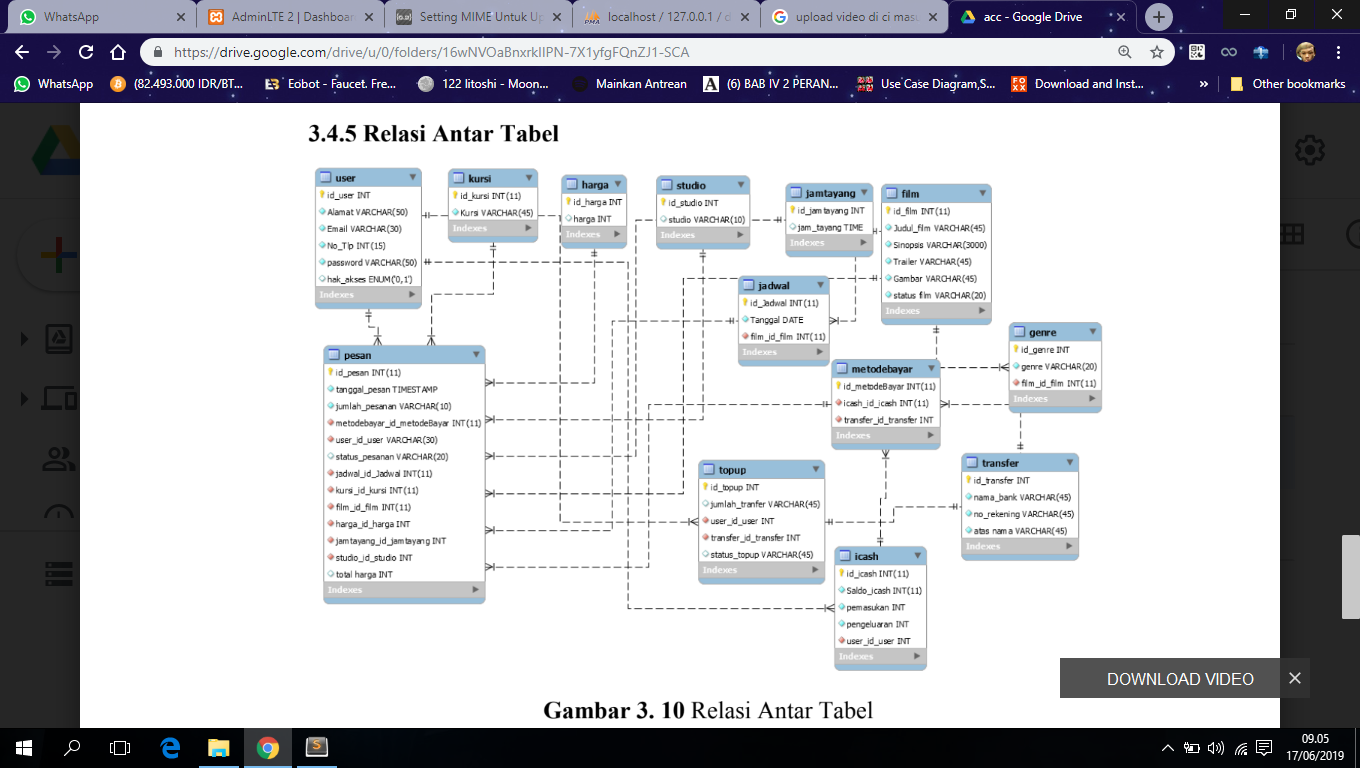 WhatsApp
AdminLTE 2 | Dashboar
Setting MIME Untuk Up
localhost / 127.0.0.1 / d
upload video di ci masu
acc - Google Drive
https://drive.google.com/drive/u/0/folders/16wNVOaBnxrkIIPN-7X1yfgFQnZJ1-SCA
WhatsApp
(82.493.000 IDR/BT...
Eobot - Faucet. Fre...
122 litoshi - Moon...
Mainkan Antrean
(6) BAB IV 2 PERAN...
Use Case Diagram,S...
Download and Inst...
Other bookmarks
3.4.5 Relasi Antar Tabel
user
id_user INT
Alamat VARCHAR(50)
Email VARCHAR(30)
No_Tlp INT(15)
password VARCHAR(50)
hak_akses ENUM('0,1')
Indexes
kursi
id_kursi INT(11)
Kursi VARCHAR(45)
Indexes
harga
id_harga INT
harga INT
Indexes
studio
id_studio INT
studio VARCHAR(10)
Indexes
jamtayang
id_jamtayang INT
jam_tayang TIME
Indexes
film
id_film INT(11)
Judul_film VARCHAR(45)
Sinopsis VARCHAR(3000)
Trailer VARCHAR(45)
Gambar VARCHAR(45)
status film VARCHAR(20)
Indexes
jadwal
id_Jadwal INT(11)
Tanggal DATE
film_id_film INT(11)
Indexes
genre
id_genre INT
genre VARCHAR(20)
film_id_film INT(11)
Indexes
pesan
id_pesan INT(11)
tanggal_pesan TIMESTAMP
jumlah_pesanan VARCHAR(10)
metodebayar_id_metodeBayar INT(11)
user_id_user VARCHAR(30)
status_pesanan VARCHAR(20)
jadwal_id_Jadwal INT(11)
kursi_id_kursi INT(11)
film_id_film INT(11)
harga_id_harga INT
jamtayang_id_jamtayang INT
studio_id_studio INT
total harga INT
Indexes
metodebayar
id_metodeBayar INT(11)
icash_id_icash INT(11)
transfer_id_transfer INT
Indexes
topup
id_topup INT
jumlah_tranfer VARCHAR(45)
user_id_user INT
transfer_id_transfer INT
status_topup VARCHAR(45)
Indexes
transfer
id_transfer INT
nama_bank VARCHAR(45)
no_rekening VARCHAR(45)
atas nama VARCHAR(45)
Indexes
icash
id_icash INT(11)
Saldo_icash INT(11)
pemasukan INT
pengeluaran INT
user_id_user INT
Indexes
DOWNLOAD VIDEO
Gambar 3. 10 Relasi Antar Tabel
09.05
17/06/2019